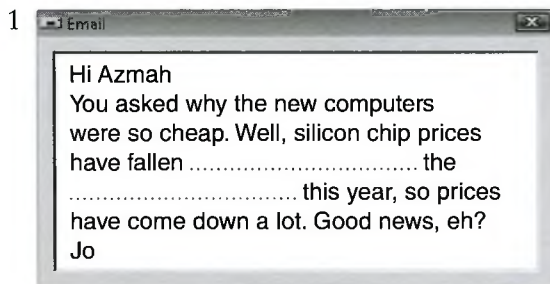 1
Email
Hi Azmah
You asked why the new computers
were so cheap. Well, silicon chip prices
have fallen .................................. the
.................................. this year, so prices
have come down a lot. Good news, eh?
Jo